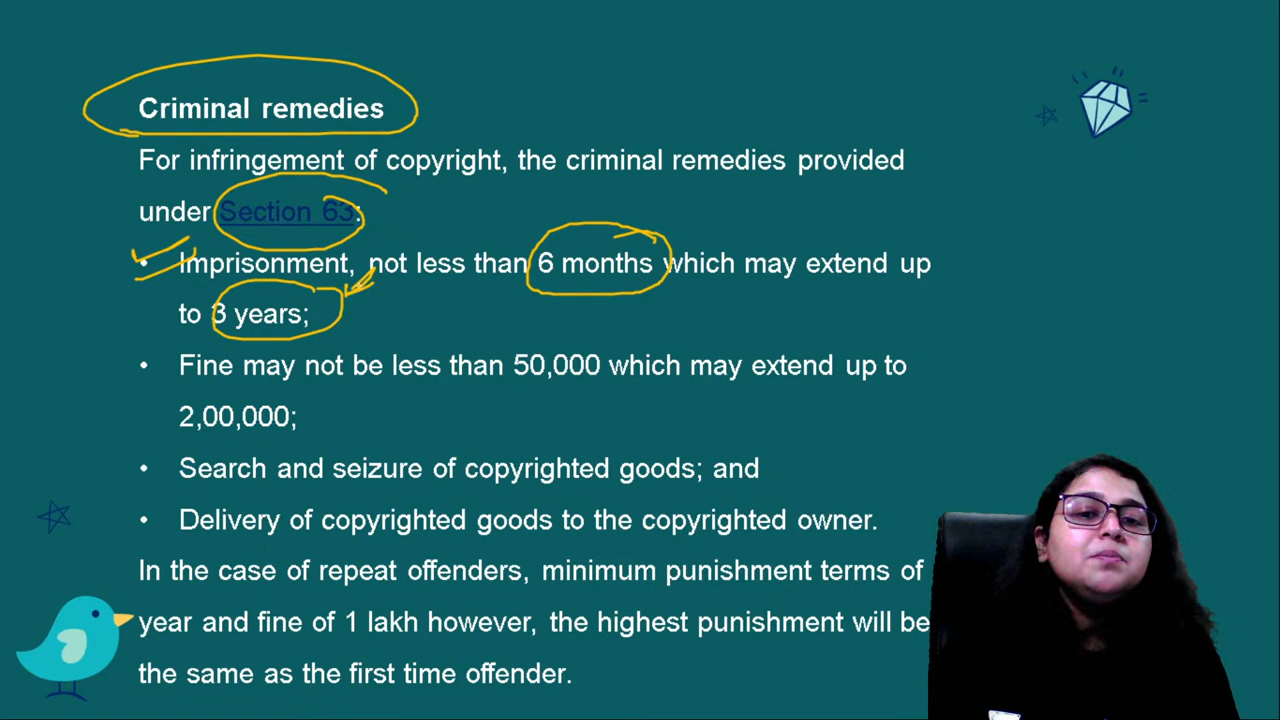 Criminal remedies
For infringement of copyright, the criminal remedies provided
under Section 63:
• Imprisonment, not less than 6 months which may extend up
to 3 years;
• Fine may not be less than 50,000 which may extend up to
2,00,000;
• Search and seizure of copyrighted goods; and
• Delivery of copyrighted goods to the copyrighted owner.
In the case of repeat offenders, minimum punishment terms of
year and fine of 1 lakh however, the highest punishment will be
the same as the first time offender.